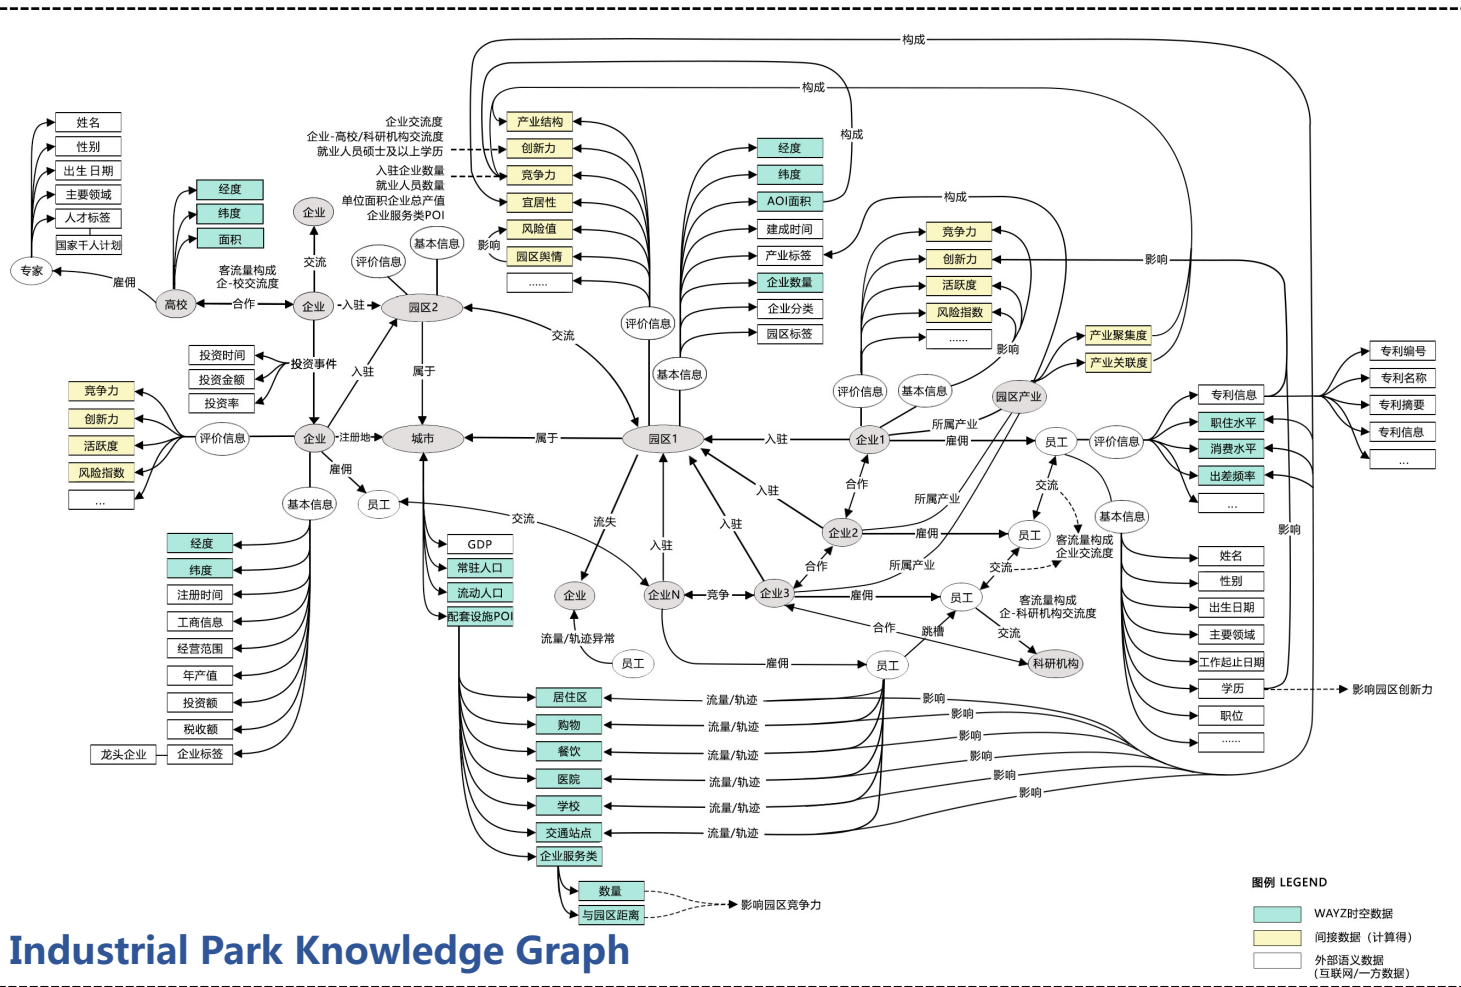 构成
构成
构成
姓名
性别
出生日期
主要领域
人才标签
国家千人计划
专家
雇佣
经度
纬度
面积
高校
客流量构成
企-校交流度
合作
企业
交流
企业
入驻
企业交流度
企业-高校/科研机构交流度
就业人员硕士及以上学历
入驻企业数量
就业人员数量
单位面积企业总产值
企业服务类POI
评价信息
基本信息
园区2
产业结构
创新力
竞争力
宜居性
风险值
园区舆情
......
影响
评价信息
经度
纬度
AOI面积
建成时间
产业标签
企业数量
企业分类
园区标签
基本信息
构成
竞争力
创新力
活跃度
风险指数
......
影响
影响
评价信息
基本信息
园区产业
产业聚集度
产业关联度
交流
属于
入驻
投资事件
投资时间
投资金额
投资率
竞争力
创新力
活跃度
风险指数
...
评价信息
企业
注册地
城市
属于
园区1
入驻
企业1
所属产业
雇佣
员工
评价信息
专利信息
职住水平
消费水平
出差频率
...
专利编号
专利名称
专利摘要
专利信息
...
雇佣
员工
交流
基本信息
经度
纬度
注册时间
工商信息
经营范围
年产值
投资额
税收额
企业标签
龙头企业
GDP
常驻人口
流动人口
配套设施POI
流失
企业
流量/轨迹异常
员工
入驻
企业N
竞争
入驻
入驻
合作
企业2
所属产业
雇佣
员工
交流
客流量构成
企业交流度
合作
企业3
所属产业
雇佣
员工
交流
客流量构成
企-科研机构交流度
交流
合作
跳槽
科研机构
雇佣
员工
基本信息
姓名
性别
出生日期
主要领域
工作起止日期
学历
职位
......
影响
影响园区创新力
居住区
购物
餐饮
医院
学校
交通站点
企业服务类
流量/轨迹
流量/轨迹
流量/轨迹
流量/轨迹
流量/轨迹
流量/轨迹
影响
影响
影响
影响
影响
影响
数量
与园区距离
影响园区竞争力
图例 LEGEND
WAYZ时空数据
间接数据（计算得）
外部语义数据
（互联网/一方数据）
Industrial Park Knowledge Graph